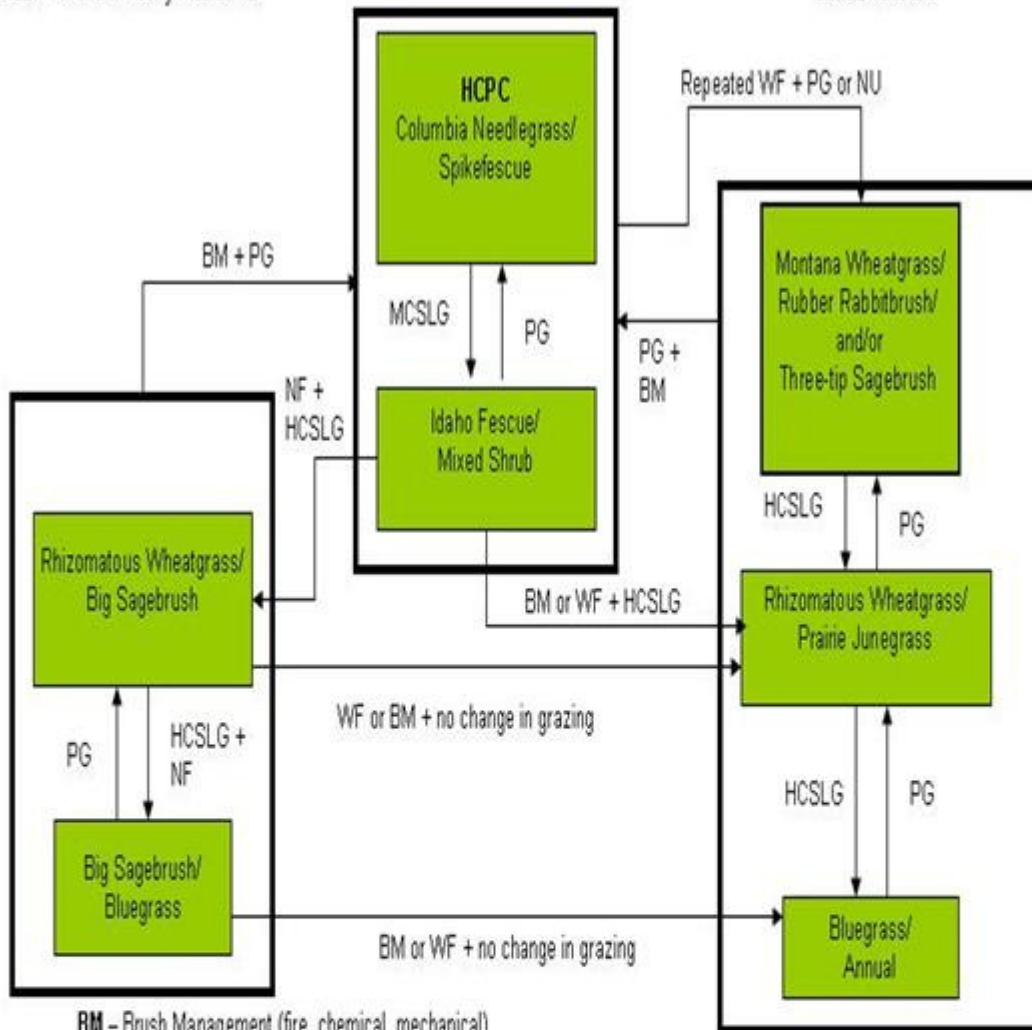 HCPC
Columbia Needlegrass/
Spikefescue
Repeated WF + PG or NU
BM + PG
MCSLG
PG
PG +
BM
Montana Wheatgrass/
Rubber Rabbitbrush/
and/or
Three-tip Sagebrush
NF +
HCSLG
Idaho Fescue/
Mixed Shrub
HCSLG
PG
Rhizomatous Wheatgrass/
Big Sagebrush
BM or WF + HCSLG
Rhizomatous Wheatgrass/
Prairie Junegrass
WF or BM + no change in grazing
PG
HCSLG +
NF
HCSLG
PG
Big Sagebrush/
Bluegrass
BM or WF + no change in grazing
Bluegrass/
Annual
BM – Brush Management (fire, chemical, mechanical)